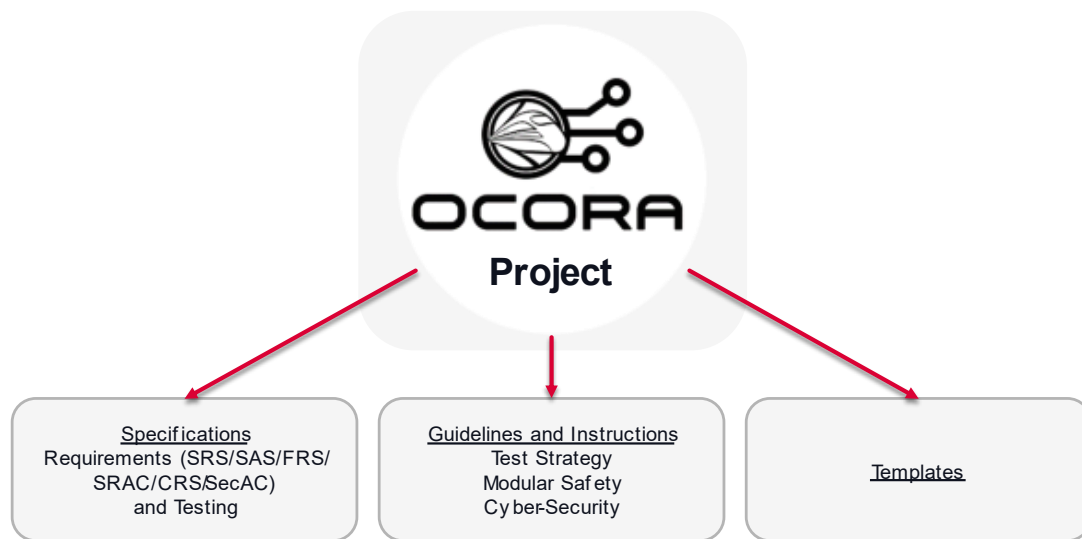 OCORA
Project
Specifications
Requirements (SRS/SAS/FRS/
SRAC/CRS/SecAC)
and Testing
Guidelines and Instructions
Test Strategy
Modular Safety
Cyber-Security
Templates